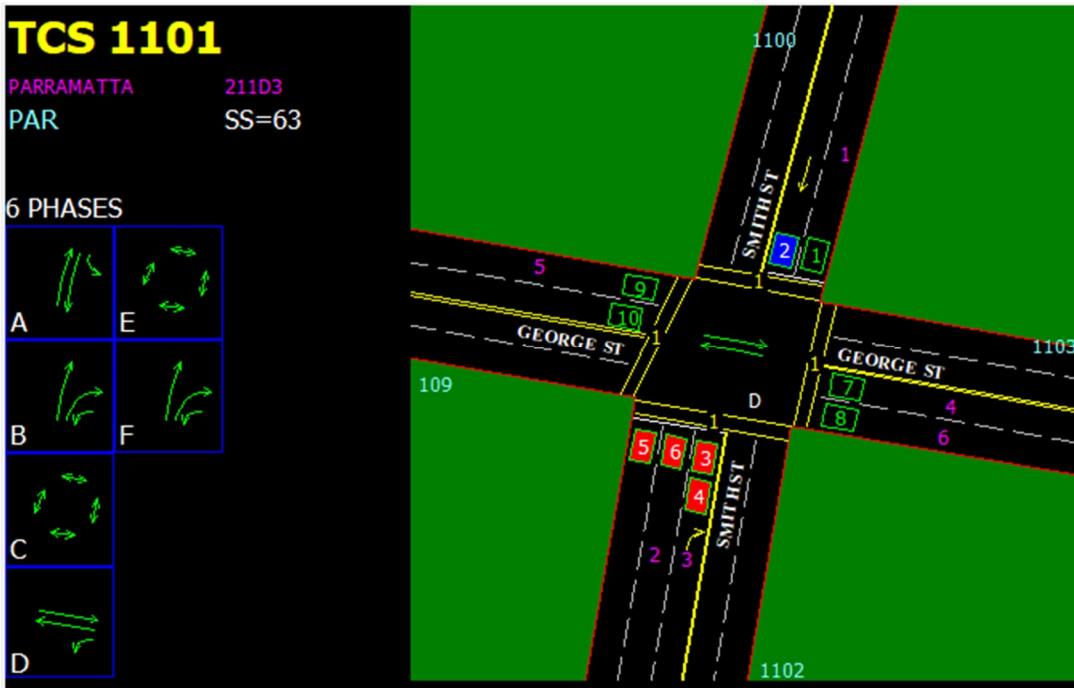 TCS 1101
PARRAMATTA 211D3
PAR SS=63
6 PHASES
A E
B F
C
D
1100
1
SMITH ST
2 1
5
9
10
1
1
GEORGE ST
1
GEORGE ST
1103
109
D
7
8
4
6
1
5 6 3
4
SMITH ST
2 3
1102